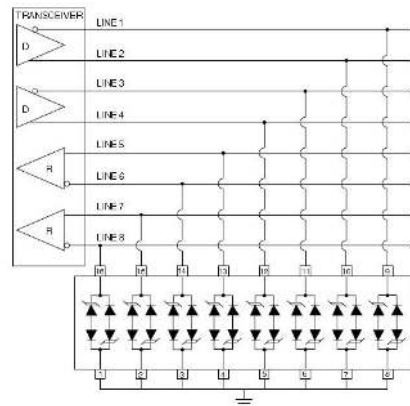 TRANSCEIVER
LINE 1
D
LINE 2
LINE 3
D
LINE 4
LINE 5
R
LINE 6
LINE 7
R
LINE 8
16 15 14 13 12 11 10 9
1 2 3 4 5 6 7 8